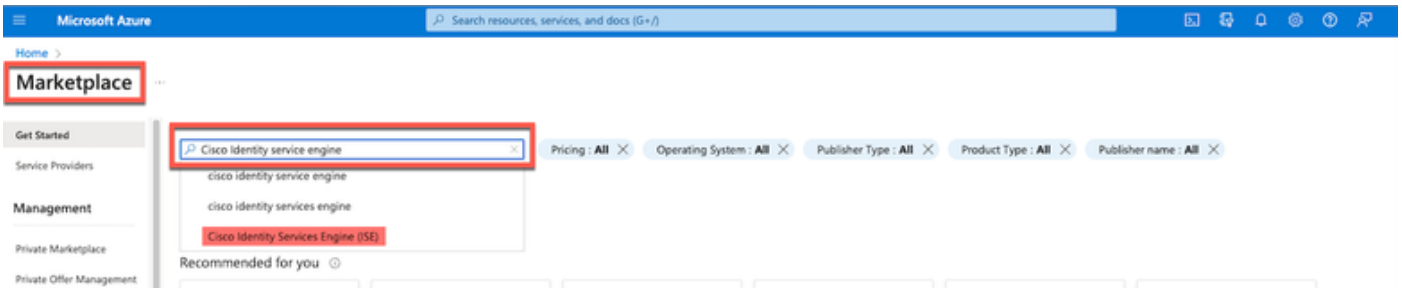 Microsoft Azure
Search resources, services, and docs (G+/)
Home >
Marketplace ...
Get Started
Cisco Identity service engine
Pricing : All
Operating System : All
Publisher Type : All
Product Type : All
Publisher name : All
Service Providers
cisco identity service engine
Management
cisco identity services engine
Cisco Identity Services Engine (ISE)
Private Marketplace
Recommended for you
Private Offer Management